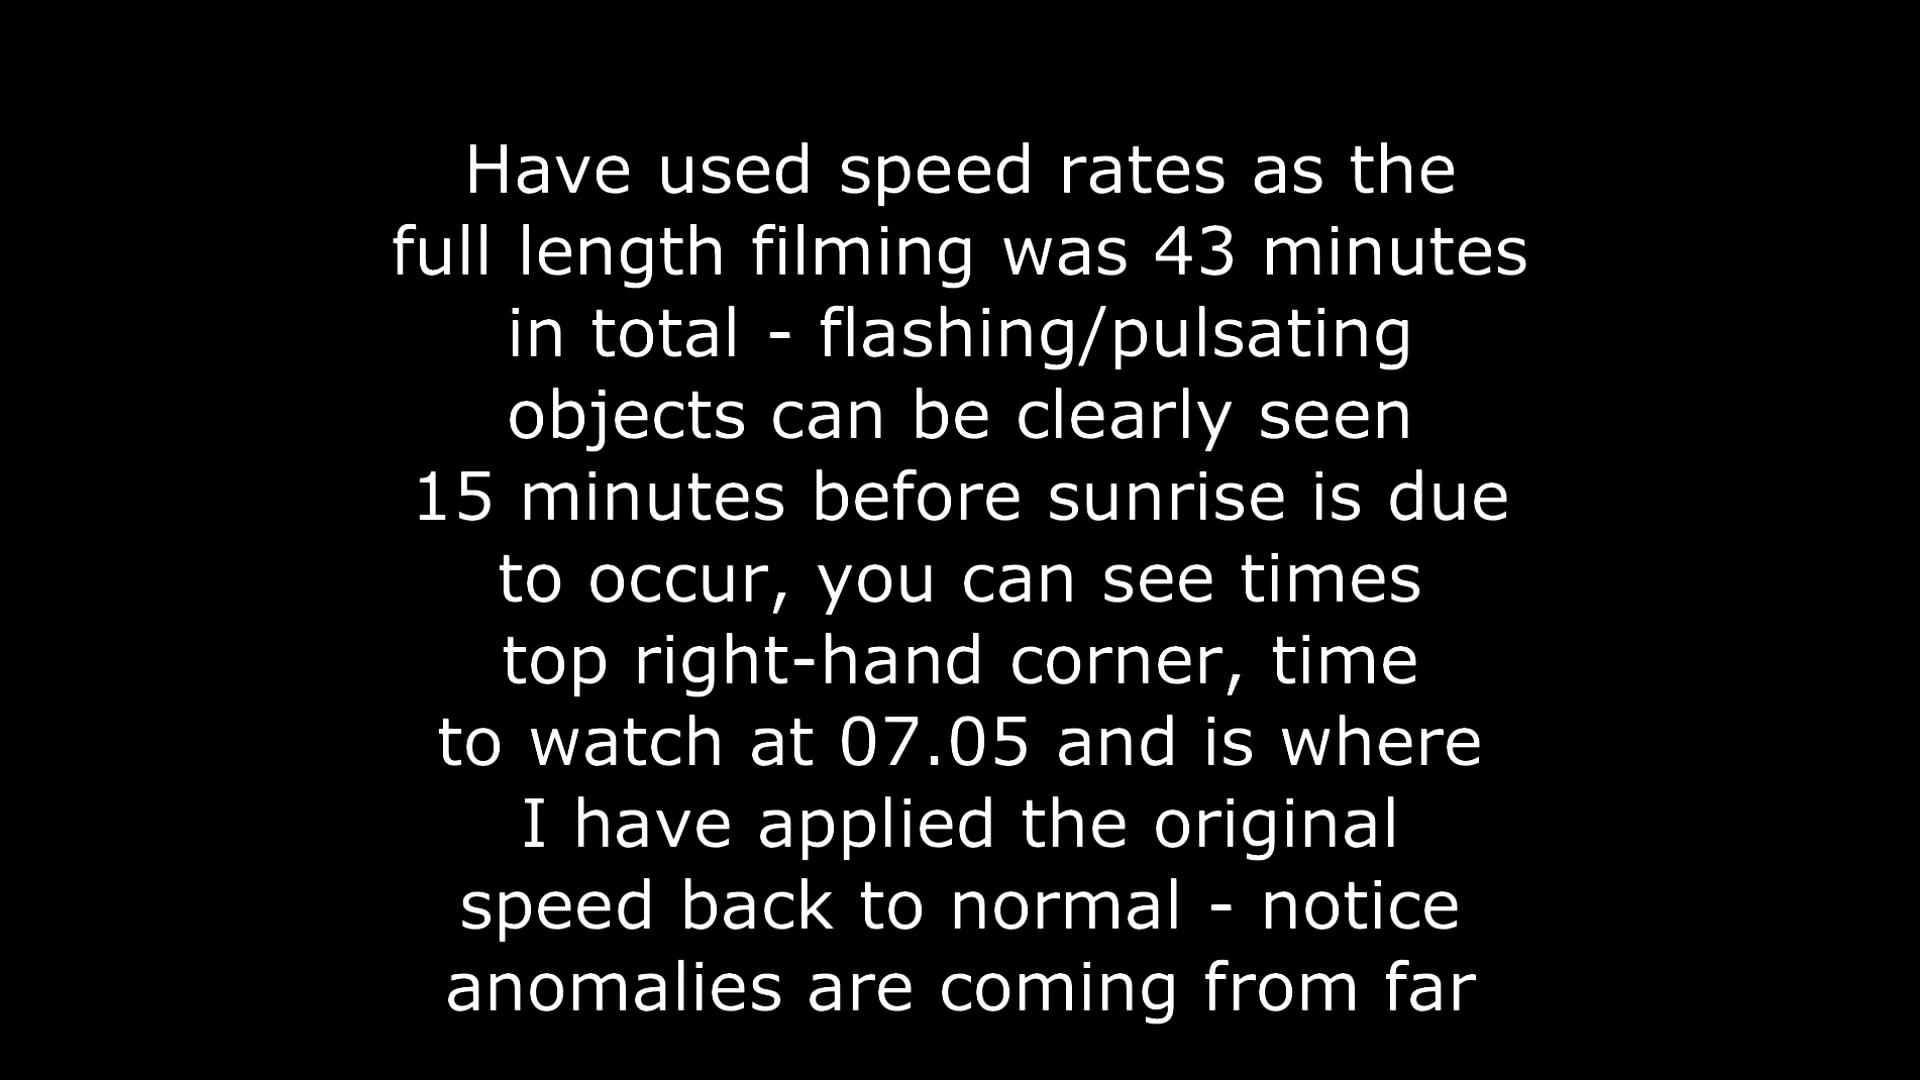 Have used speed rates as the
full length filming was 43 minutes
in total - flashing/pulsating
objects can be clearly seen
15 minutes before sunrise is due
to occur, you can see times
top right-hand corner, time
to watch at 07.05 and is where
I have applied the original
speed back to normal - notice
anomalies are coming from far